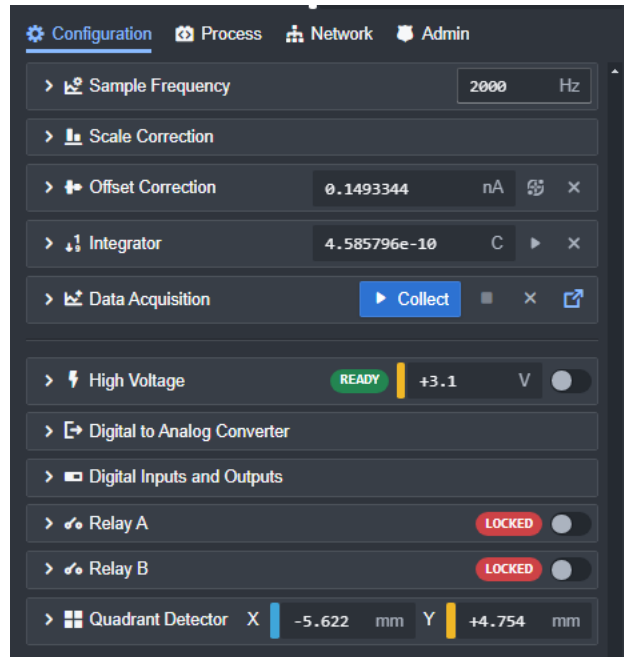 Configuration Process Network Admin
Sample Frequency 2000 Hz
Scale Correction
Offset Correction 0.1493344 nA
Integrator 4.585796e-10 C
Data Acquisition Collect
High Voltage READY +3.1 V
Digital to Analog Converter
Digital Inputs and Outputs
Relay A LOCKED
Relay B LOCKED
Quadrant Detector X -5.622 mm Y +4.754 mm